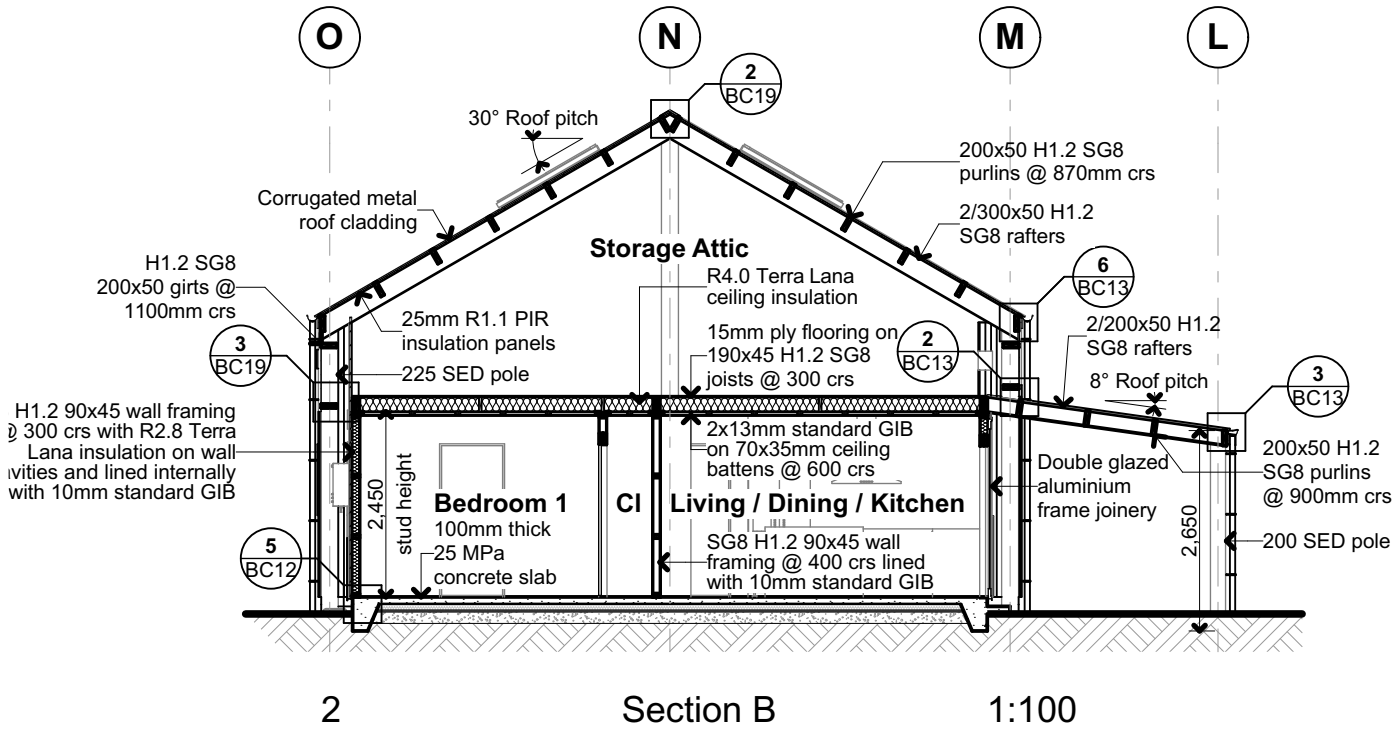 O
N
M
L
2
BC19
30° Roof pitch
200x50 H1.2 SG8
purlins @ 870mm crs
Corrugated metal
roof cladding
2/300x50 H1.2
SG8 rafters
Storage Attic
H1.2 SG8
200x50 girts @
1100mm crs
R4.0 Terra Lana
ceiling insulation
6
BC13
25mm R1.1 PIR
insulation panels
15mm ply flooring on
190x45 H1.2 SG8
joists @ 300 crs
2/200x50 H1.2
SG8 rafters
3
BC19
2
BC13
225 SED pole
8° Roof pitch
3
BC13
H1.2 90x45 wall framing
@ 300 crs with R2.8 Terra
Lana insulation on wall
avities and lined internally
with 10mm standard GIB
2x13mm standard GIB
on 70x35mm ceiling
battens @ 600 crs
200x50 H1.2
SG8 purlins
@ 900mm crs
Double glazed
aluminium
frame joinery
2,450
stud height
Bedroom 1
Cl
Living / Dining / Kitchen
100mm thick
25 MPa
concrete slab
SG8 H1.2 90x45 wall
framing @ 400 crs lined
with 10mm standard GIB
2,650
200 SED pole
5
BC12
2
Section B
1:100